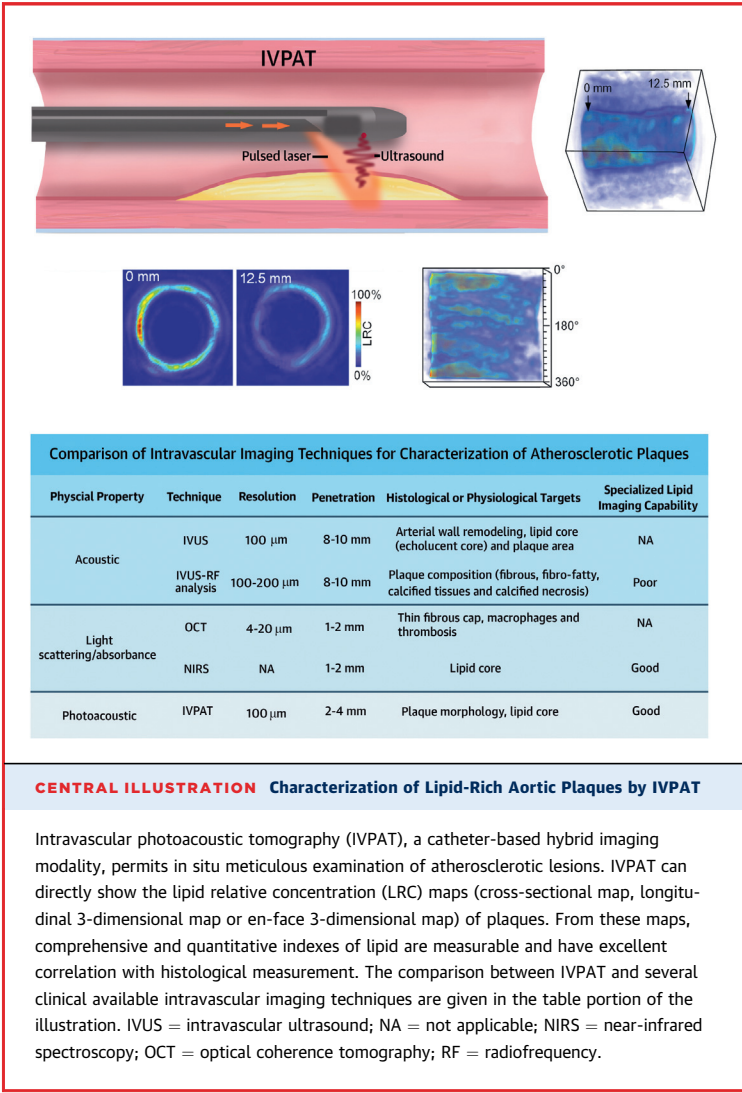 IVPAT
Pulsed laser
Ultrasound
0 mm
12.5 mm
0 mm
12.5 mm
100%
LRC
0%
0°
180°
360°
Comparison of Intravascular Imaging Techniques for Characterization of Atherosclerotic Plaques
Physcial Property Technique Resolution Penetration Histological or Physiological Targets Specialized Lipid Imaging Capability
Acoustic
IVUS 100 μm 8-10 mm Arterial wall remodeling, lipid core (echolucent core) and plaque area NA
IVUS-RF analysis 100-200 μm 8-10 mm Plaque composition (fibrous, fibro-fatty, calcified tissues and calcified necrosis) Poor
Light scattering/absorbance
OCT 4-20 μm 1-2 mm Thin fibrous cap, macrophages and thrombosis NA
NIRS NA 1-2 mm Lipid core Good
Photoacoustic IVPAT 100 μm 2-4 mm Plaque morphology, lipid core Good
CENTRAL ILLUSTRATION Characterization of Lipid-Rich Aortic Plaques by IVPAT
Intravascular photoacoustic tomography (IVPAT), a catheter-based hybrid imaging
modality, permits in situ meticulous examination of atherosclerotic lesions. IVPAT can
directly show the lipid relative concentration (LRC) maps (cross-sectional map, longitu-
dinal 3-dimensional map or en-face 3-dimensional map) of plaques. From these maps,
comprehensive and quantitative indexes of lipid are measurable and have excellent
correlation with histological measurement. The comparison between IVPAT and several
clinical available intravascular imaging techniques are given in the table portion of the
illustration. IVUS = intravascular ultrasound; NA = not applicable; NIRS = near-infrared
spectroscopy; OCT = optical coherence tomography; RF = radiofrequency.